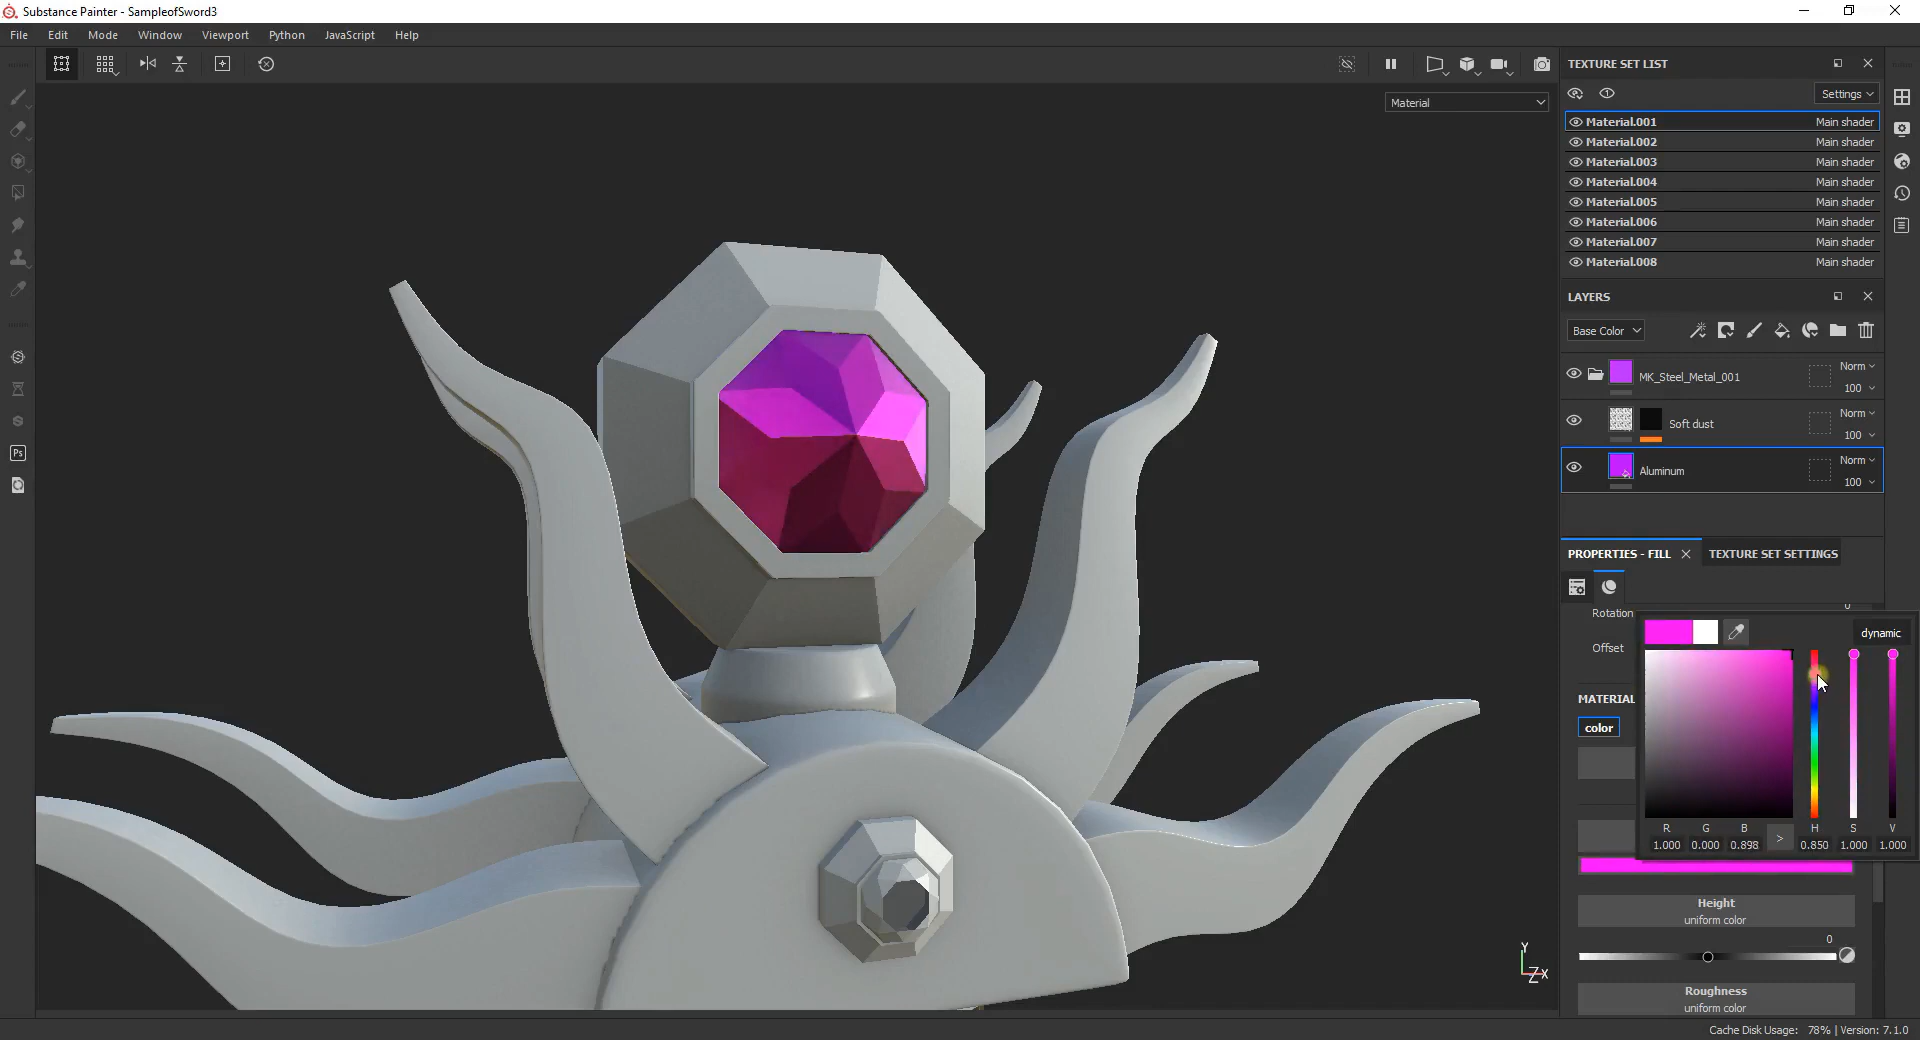 Substance Painter - SampleofSword3
File Edit Mode Window Viewport Python JavaScript Help
Material
TEXTURE SET LIST
Settings
Material.001 Main shader
Material.002 Main shader
Material.003 Main shader
Material.004 Main shader
Material.005 Main shader
Material.006 Main shader
Material.007 Main shader
Material.008 Main shader
LAYERS
Base Color
MK_Steel_Metal_001 Norm
100
Soft dust Norm
100
Aluminum Norm
100
PROPERTIES - FILL TEXTURE SET SETTINGS
Rotation 0
dynamic
Offset
MATERIAL
color
R G B H S V
1.000 0.000 0.898 > 0.850 1.000 1.000
Height
uniform color
0
Roughness
uniform color
Ps
Y
Z X
Cache Disk Usage: 78% | Version: 7.1.0